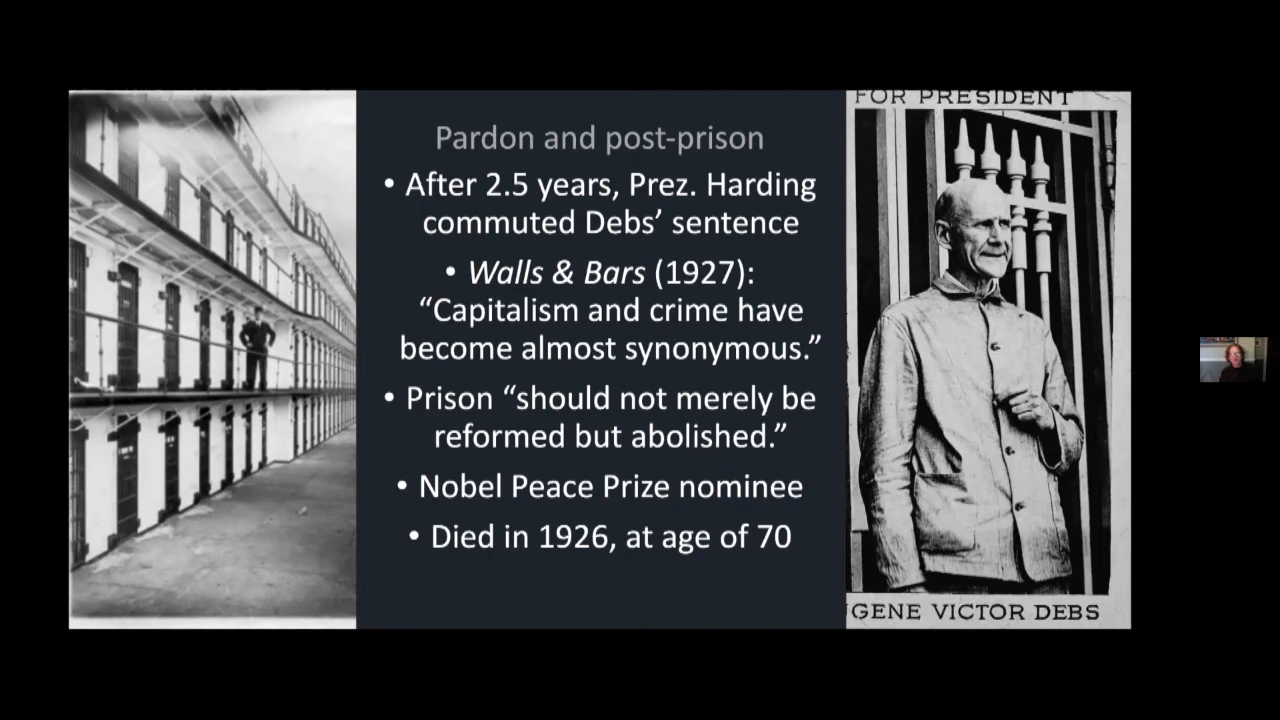 Pardon and post-prison
• After 2.5 years, Prez. Harding
commuted Debs’ sentence
• Walls & Bars (1927):
“Capitalism and crime have
become almost synonymous.”
• Prison “should not merely be
reformed but abolished.”
• Nobel Peace Prize nominee
• Died in 1926, at age of 70
FOR PRESIDENT
UGENE VICTOR DEBS